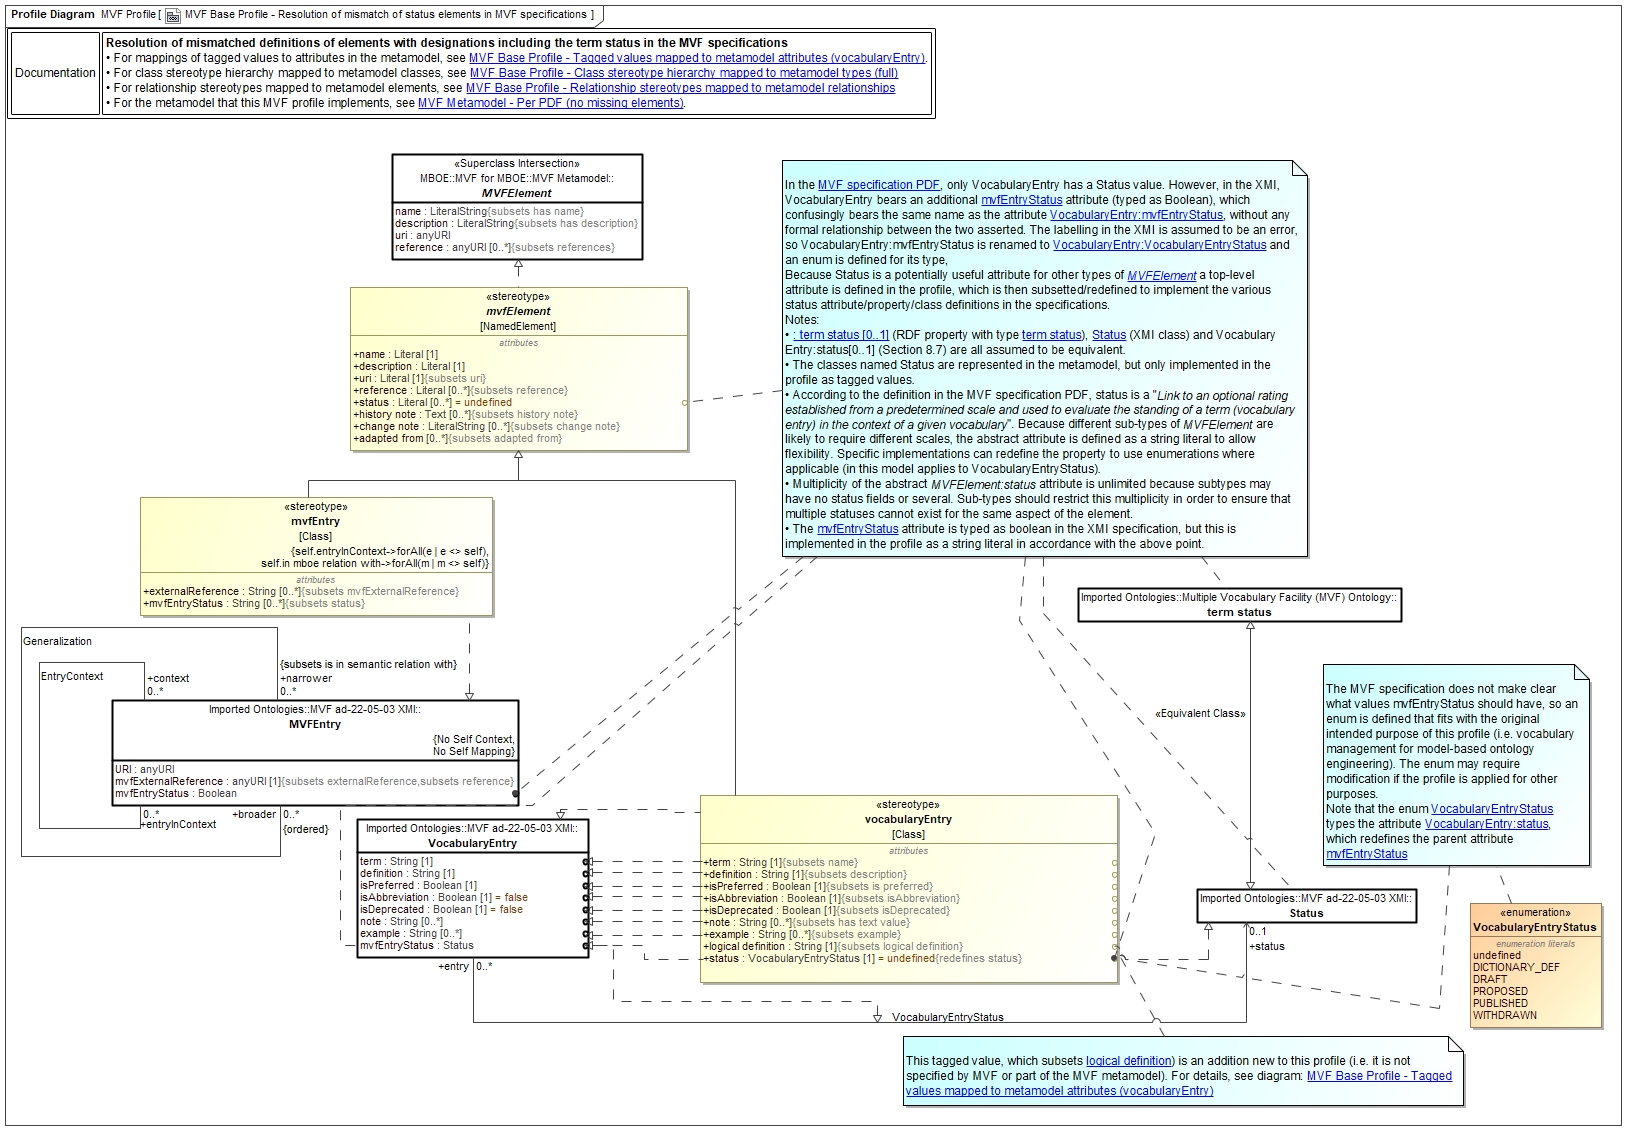 Profile Diagram MVF Profile [ MVF Base Profile - Resolution of mismatch of status elements in MVF specifications ]
Documentation
Resolution of mismatched definitions of elements with designations including the term status in the MVF specifications
• For mappings of tagged values to attributes in the metamodel, see MVF Base Profile - Tagged values mapped to metamodel attributes (vocabularyEntry).
• For class stereotype hierarchy mapped to metamodel classes, see MVF Base Profile - Class stereotype hierarchy mapped to metamodel types (full)
• For relationship stereotypes mapped to metamodel elements, see MVF Base Profile - Relationship stereotypes mapped to metamodel relationships
• For the metamodel that this MVF profile implements, see MVF Metamodel - Per PDF (no missing elements).
«Superclass Intersection»
MBOE::MVF for MBOE::MVF Metamodel::
MVFElement
name : LiteralString{subsets has name}
description : LiteralString{subsets has description}
uri : anyURI
reference : anyURI [0..*]{subsets references}
«stereotype»
mvfElement
[NamedElement]
attributes
+name : Literal [1]
+description : Literal [1]
+uri : Literal [1]{subsets uri}
+reference : Literal [0..*]{subsets reference}
+status : Literal [0..*] = undefined
+history note : Text [0..*]{subsets history note}
+change note : LiteralString [0..*]{subsets change note}
+adapted from [0..*]{subsets adapted from}
In the MVF specification PDF, only VocabularyEntry has a Status value. However, in the XMI,
VocabularyEntry bears an additional mvfEntryStatus attribute (typed as Boolean), which
confusingly bears the same name as the attribute VocabularyEntry:mvfEntryStatus, without any
formal relationship between the two asserted. The labelling in the XMI is assumed to be an error,
so VocabularyEntry:mvfEntryStatus is renamed to VocabularyEntry:VocabularyEntryStatus and
an enum is defined for its type,
Because Status is a potentially useful attribute for other types of MVFElement a top-level
attribute is defined in the profile, which is then subsetted/redefined to implement the various
status attribute/property/class definitions in the specifications.
Notes:
• : term status [0..1] (RDF property with type term status), Status (XMI class) and Vocabulary
Entry:status[0..1] (Section 8.7) are all assumed to be equivalent.
• The classes named Status are represented in the metamodel, but only implemented in the
profile as tagged values.
• According to the definition in the MVF specification PDF, status is a "Link to an optional rating
established from a predetermined scale and used to evaluate the standing of a term (vocabulary
entry) in the context of a given vocabulary". Because different sub-types of MVFElement are
likely to require different scales, the abstract attribute is defined as a string literal to allow
flexibility. Specific implementations can redefine the property to use enumerations where
applicable (in this model applies to VocabularyEntryStatus).
• Multiplicity of the abstract MVFElement:status attribute is unlimited because subtypes may
have no status fields or several. Sub-types should restrict this multiplicity in order to ensure that
multiple statuses cannot exist for the same aspect of the element.
• The mvfEntryStatus attribute is typed as boolean in the XMI specification, but this is
implemented in the profile as a string literal in accordance with the above point.
«stereotype»
mvfEntry
[Class]
{self.entryInContext->forAll(e | e <> self),
self.in mboe relation with->forAll(m | m <> self)}
attributes
+externalReference : String [0..*]{subsets mvfExternalReference}
+mvfEntryStatus : String [0..*]{subsets status}
Imported Ontologies::Multiple Vocabulary Facility (MVF) Ontology::
term status
Generalization
EntryContext
+context
0..*
{subsets is in semantic relation with}
+narrower
0..*
Imported Ontologies::MVF ad-22-05-03 XMI::
MVFEntry
{No Self Context,
No Self Mapping}
URI : anyURI
mvfExternalReference : anyURI [1]{subsets externalReference,subsets reference}
mvfEntryStatus : Boolean
0..*
+entryInContext
+broader
0..*
{ordered}
«Equivalent Class»
The MVF specification does not make clear
what values mvfEntryStatus should have, so an
enum is defined that fits with the original
intended purpose of this profile (i.e. vocabulary
management for model-based ontology
engineering). The enum may require
modification if the profile is applied for other
purposes.
Note that the enum VocabularyEntryStatus
types the attribute VocabularyEntry:status,
which redefines the parent attribute
mvfEntryStatus
Imported Ontologies::MVF ad-22-05-03 XMI::
VocabularyEntry
term : String [1]
definition : String [1]
isPreferred : Boolean [1]
isAbbreviation : Boolean [1] = false
isDeprecated : Boolean [1] = false
note : String [0..*]
example : String [0..*]
mvfEntryStatus : Status
+entry
0..*
«stereotype»
vocabularyEntry
[Class]
attributes
+term : String [1]{subsets name}
+definition : String [1]{subsets description}
+isPreferred : Boolean [1]{subsets is preferred}
+isAbbreviation : Boolean [1]{subsets isAbbreviation}
+isDeprecated : Boolean [1]{subsets isDeprecated}
+note : String [0..*]{subsets has text value}
+example : String [0..*]{subsets example}
+logical definition : String [1]{subsets logical definition}
+status : VocabularyEntryStatus [1] = undefined{redefines status}
Imported Ontologies::MVF ad-22-05-03 XMI::
Status
0..1
+status
«enumeration»
VocabularyEntryStatus
enumeration literals
undefined
DICTIONARY_DEF
DRAFT
PROPOSED
PUBLISHED
WITHDRAWN
VocabularyEntryStatus
This tagged value, which subsets logical definition) is an addition new to this profile (i.e. it is not
specified by MVF or part of the MVF metamodel). For details, see diagram: MVF Base Profile - Tagged
values mapped to metamodel attributes (vocabularyEntry)